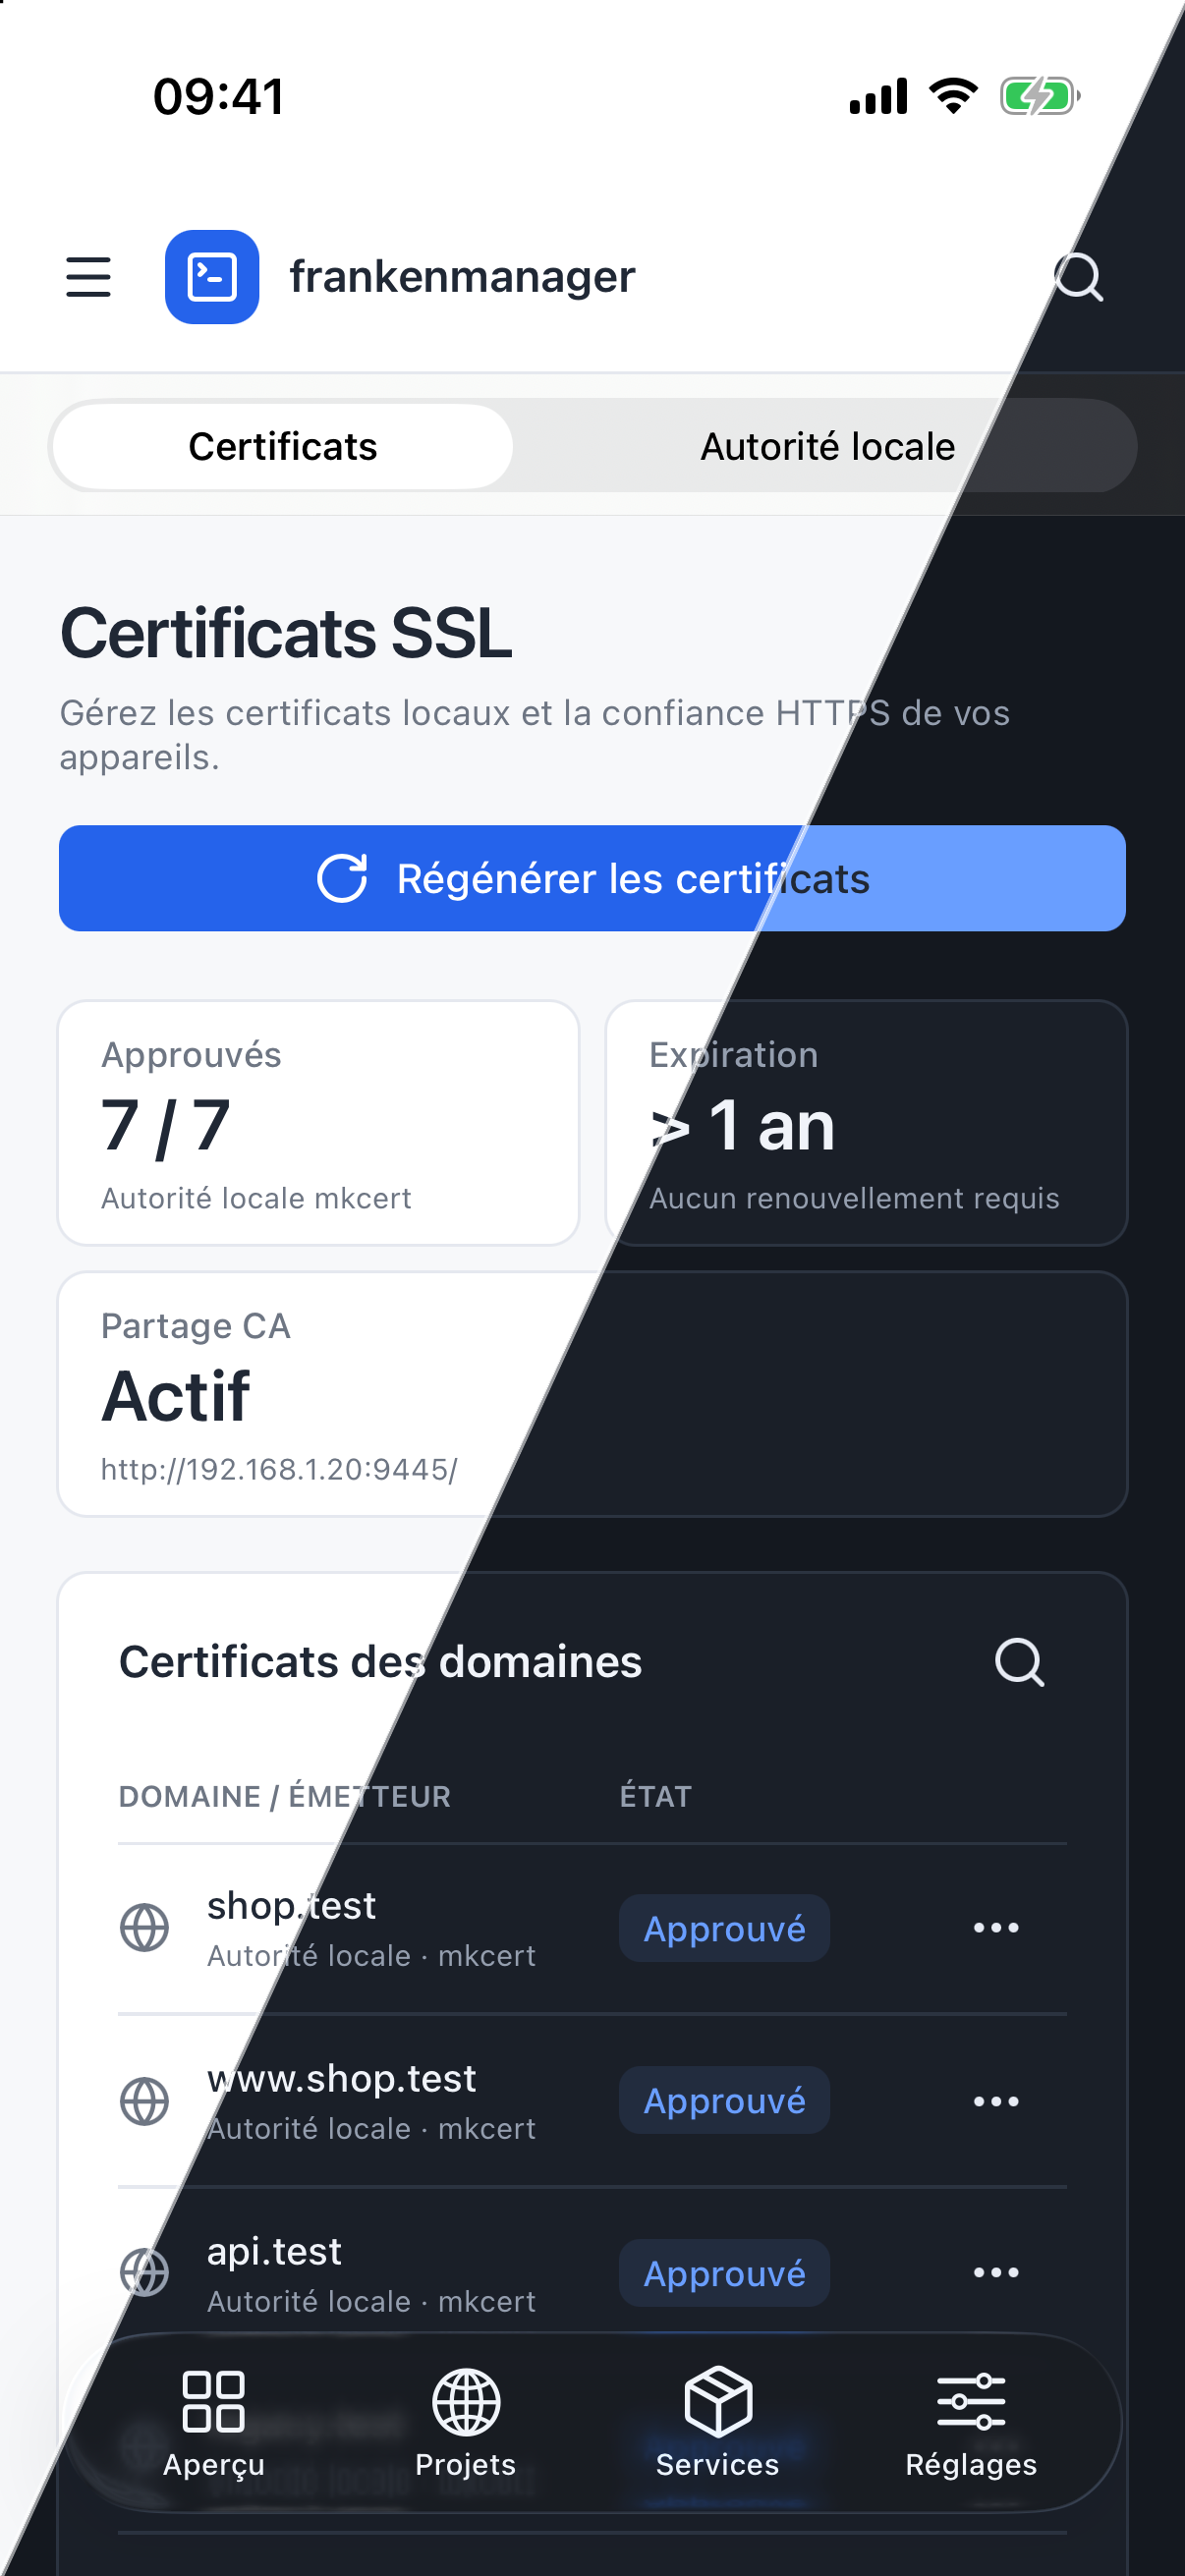 09:41
frankenmanager
Certificats
Autorité locale
Certificats SSL
Gérez les certificats locaux et la confiance HTTPS de vos
appareils.
Régénérer les certificats
Approuvés
7 / 7
Autorité locale mkcert
Expiration
> 1 an
Aucun renouvellement requis
Partage CA
Actif
http://192.168.1.20:9445/
Certificats des domaines
DOMAINE / ÉMETTEUR
ÉTAT
shop.test
Autorité locale · mkcert
Approuvé
www.shop.test
Autorité locale · mkcert
Approuvé
api.test
Autorité locale · mkcert
Approuvé
Aperçu
Projets
Services
Réglages